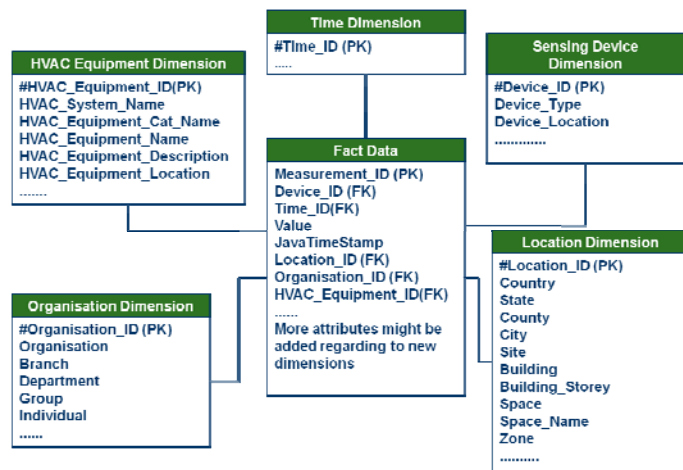 Time Dimension
#Time_ID (PK)
.....
HVAC Equipment Dimension
#HVAC_Equipment_ID(PK)
HVAC_System_Name
HVAC_Equipment_Cat_Name
HVAC_Equipment_Name
HVAC_Equipment_Description
HVAC_Equipment_Location
.......
Sensing Device
Dimension
#Device_ID (PK)
Device_Type
Device_Location
.............
Fact Data
Measurement_ID (PK)
Device_ID (FK)
Time_ID(FK)
Value
JavaTimeStamp
Location_ID (FK)
Organisation_ID (FK)
HVAC_Equipment_ID(FK)
......
More attributes might be
added regarding to new
dimensions
Organisation Dimension
#Organisation_ID (PK)
Organisation
Branch
Department
Group
Individual
......
Location Dimension
#Location_ID (PK)
Country
State
County
City
Site
Building
Building_Storey
Space
Space_Name
Zone
..........